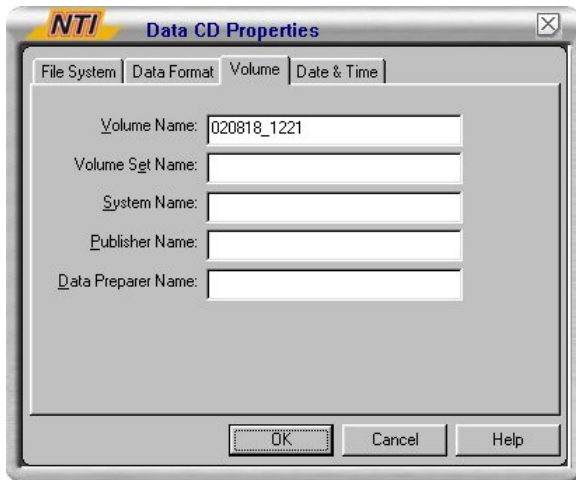 NTI Data CD Properties
File System Data Format Volume Date & Time
Volume Name: 020818_1221
Volume Set Name:
System Name:
Publisher Name:
Data Preparer Name:
OK Cancel Help